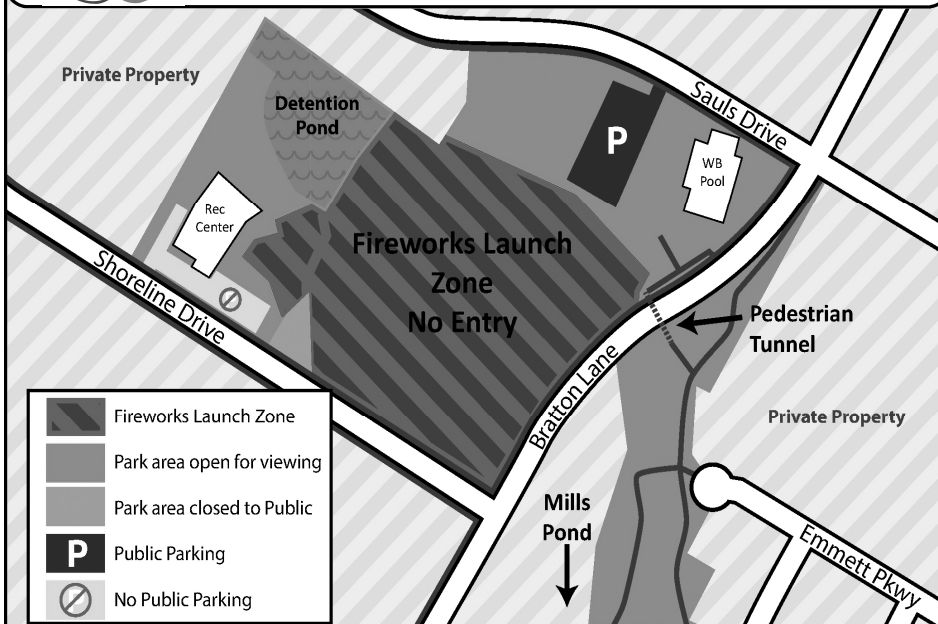 Private Property
Detention
Pond
Sauls Drive
P
WB
Pool
Rec
Center
Fireworks Launch
Zone
No Entry
Shoreline Drive
Pedestrian
Tunnel
Bratton Lane
Private Property
Mills
Pond
Emmett Pkwy
Fireworks Launch Zone
Park area open for viewing
Park area closed to Public
P
Public Parking
No Public Parking